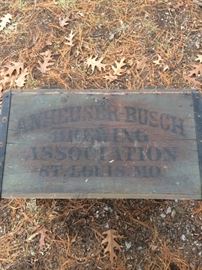 ANHEUSER-BUSCH
BREWING
ASSOCIATION
ST. LOUIS. MO.